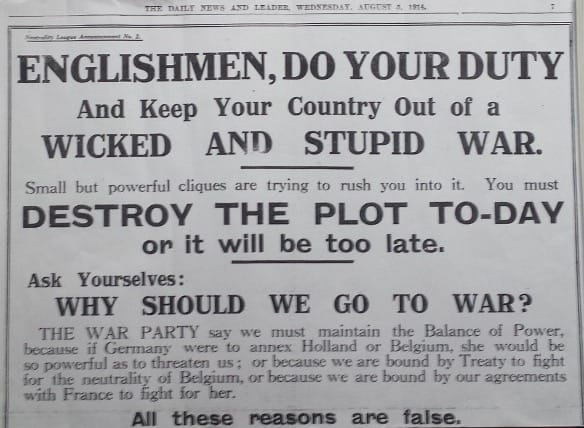 THE DAILY NEWS AND LEADER, WEDNESDAY, AUGUST 5, 1914. 7
Neutrality League Announcement No. 2.
ENGLISHMEN, DO YOUR DUTY
And Keep Your Country Out of a
WICKED AND STUPID WAR.
Small but powerful cliques are trying to rush you into it. You must
DESTROY THE PLOT TO-DAY
or it will be too late.
Ask Yourselves:
WHY SHOULD WE GO TO WAR?
THE WAR PARTY say we must maintain the Balance of Power,
because if Germany were to annex Holland or Belgium, she would be
so powerful as to threaten us; or because we are bound by Treaty to fight
for the neutrality of Belgium, or because we are bound by our agreements
with France to fight for her.
All these reasons are false.